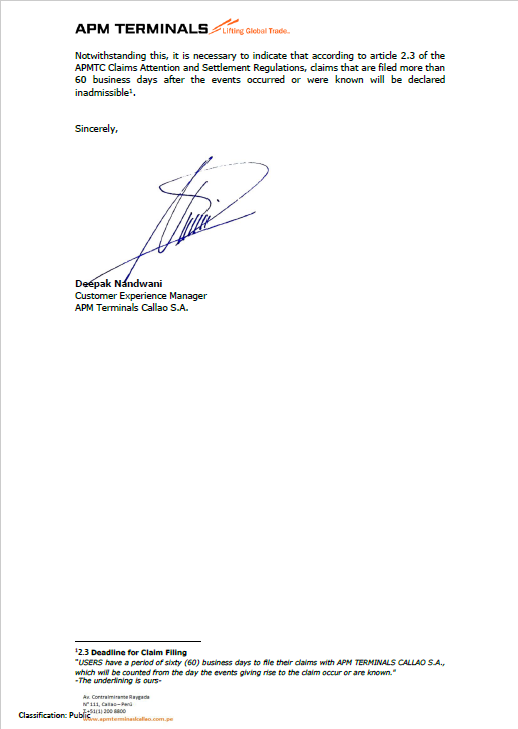 APM TERMINALS Lifting Global Trade.
Notwithstanding this, it is necessary to indicate that according to article 2.3 of the
APMTC Claims Attention and Settlement Regulations, claims that are filed more than
60 business days after the events occurred or were known will be declared
inadmissible¹.
Sincerely,
Deepak Nandwani
Customer Experience Manager
APM Terminals Callao S.A.
¹2.3 Deadline for Claim Filing
"USERS have a period of sixty (60) business days to file their claims with APM TERMINALS CALLAO S.A.,
which will be counted from the day the events giving rise to the claim occur or are known."
-The underlining is ours-
Av. Contralmirante Raygada
N° 111, Callao – Perú
T.+51(1) 200 8800
Classification: Public
www.apmterminalscallao.com.pe